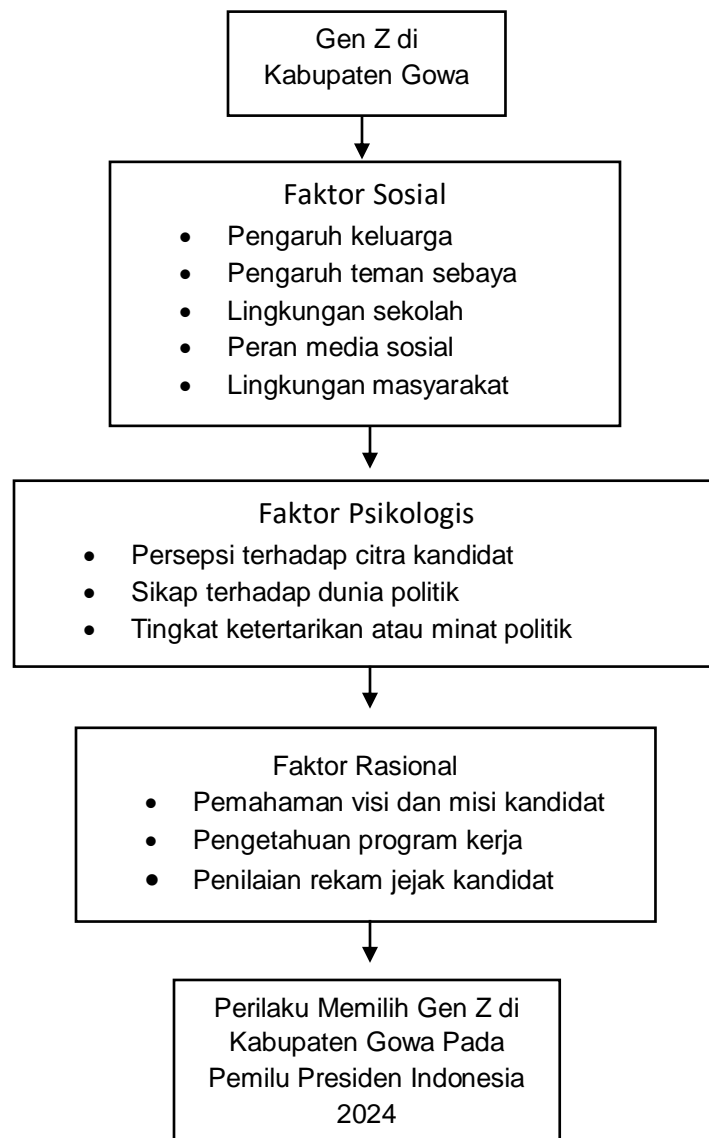 Gen Z di
Kabupaten Gowa
Faktor Sosial
• Pengaruh keluarga
• Pengaruh teman sebaya
• Lingkungan sekolah
• Peran media sosial
• Lingkungan masyarakat
Faktor Psikologis
• Persepsi terhadap citra kandidat
• Sikap terhadap dunia politik
• Tingkat ketertarikan atau minat politik
Faktor Rasional
• Pemahaman visi dan misi kandidat
• Pengetahuan program kerja
• Penilaian rekam jejak kandidat
Perilaku Memilih Gen Z di
Kabupaten Gowa Pada
Pemilu Presiden Indonesia
2024